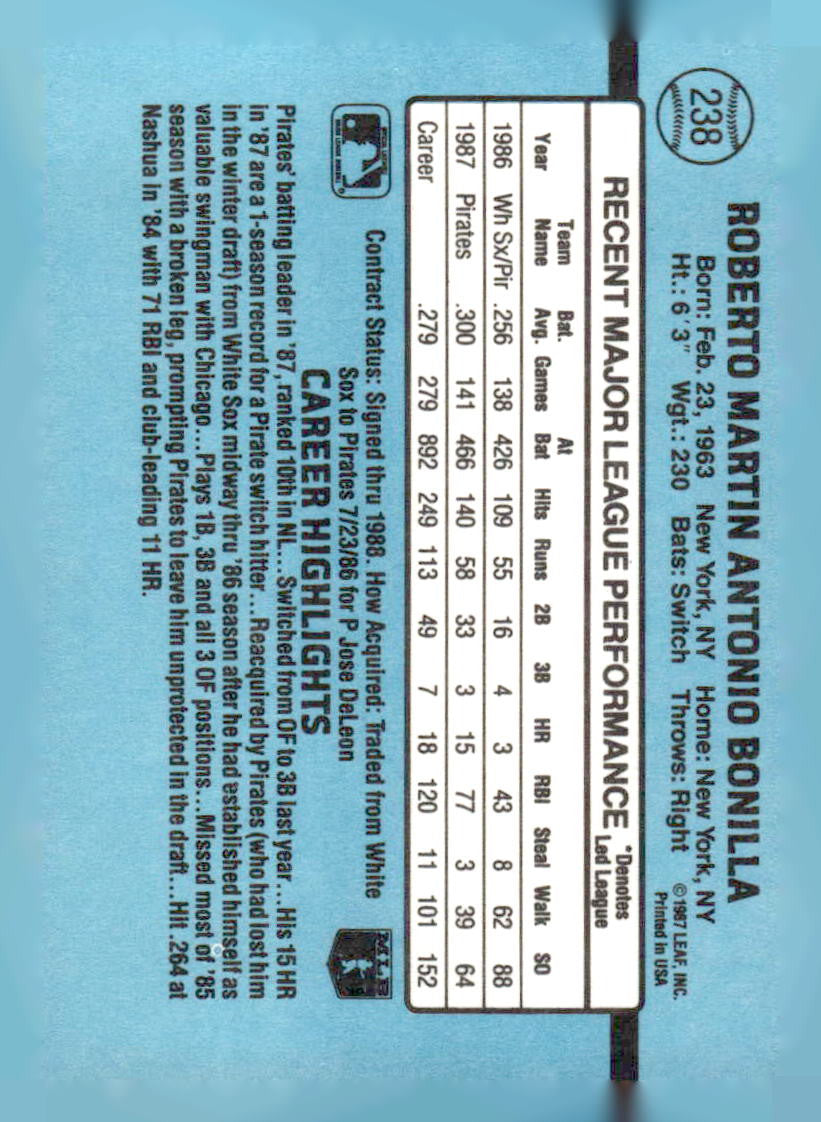 238
ROBERTO MARTIN ANTONIO BONILLA
Born: Feb. 23, 1963 New York, NY Home: New York, NY
Ht.: 6'3" Wgt.: 230 Bats: Switch Throws: Right
©1987 LEAF, INC.
Printed in USA
RECENT MAJOR LEAGUE PERFORMANCE *Denotes Led League
Year Team Name Bat. Avg. Games At Bat Hits Runs 2B 3B HR RBI Steal Walk SO
1986 Wh Sx/Pir .256 138 426 109 55 16 4 3 43 8 62 88
1987 Pirates .300 141 466 140 58 33 3 15 77 3 39 64
Career .279 279 892 249 113 49 7 18 120 11 101 152
Contract Status: Signed thru 1988. How Acquired: Traded from White
Sox to Pirates 7/23/86 for P Jose DeLeon
MLB
CAREER HIGHLIGHTS
Pirates' batting leader in '87, ranked 10th in NL... Switched from OF to 3B last year...His 15 HR
in '87 are a 1-season record for a Pirate switch hitter...Reacquired by Pirates (who had lost him
in the winter draft) from White Sox midway thru '86 season after he had established himself as
valuable swingman with Chicago...Plays 1B, 3B and all 3 OF positions...Missed most of '85
season with a broken leg, prompting Pirates to leave him unprotected in the draft...Hit .264 at
Nashua in '84 with 71 RBI and club-leading 11 HR.